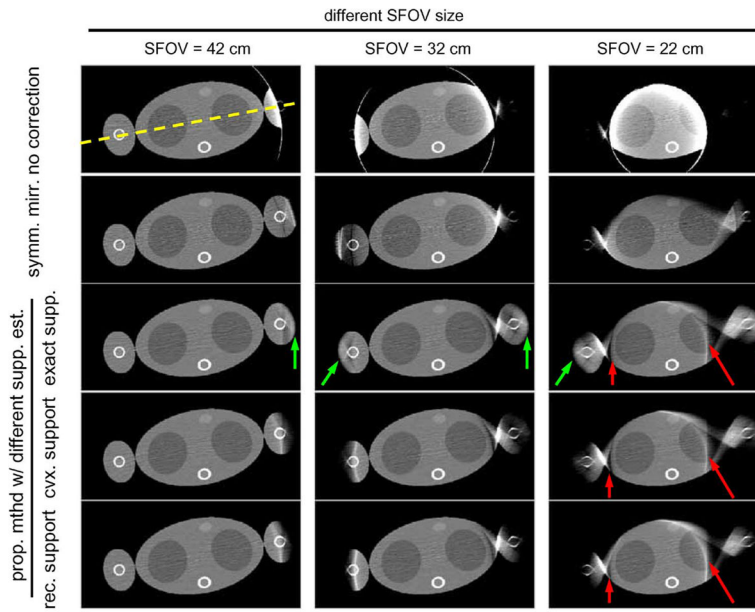 different SFOV size
SFOV = 42 cm
SFOV = 32 cm
SFOV = 22 cm
no correction
symm. mirr.
prop. mthd w/ different supp. est.
exact supp.
cvx. support
rec. support